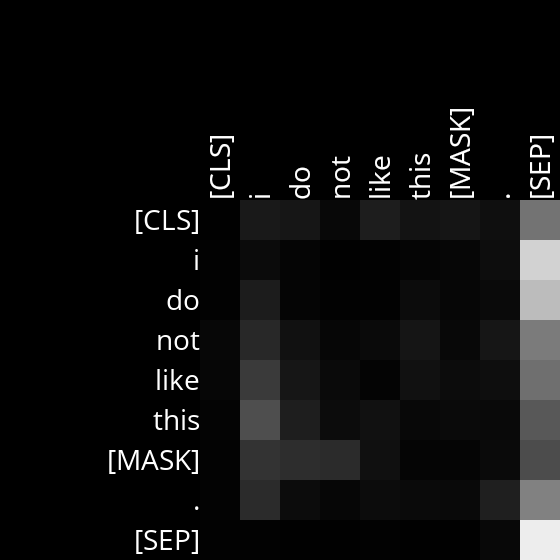 [CLS] i do not like this [MASK] . [SEP]
[CLS]
i
do
not
like
this
[MASK]
.
[SEP]